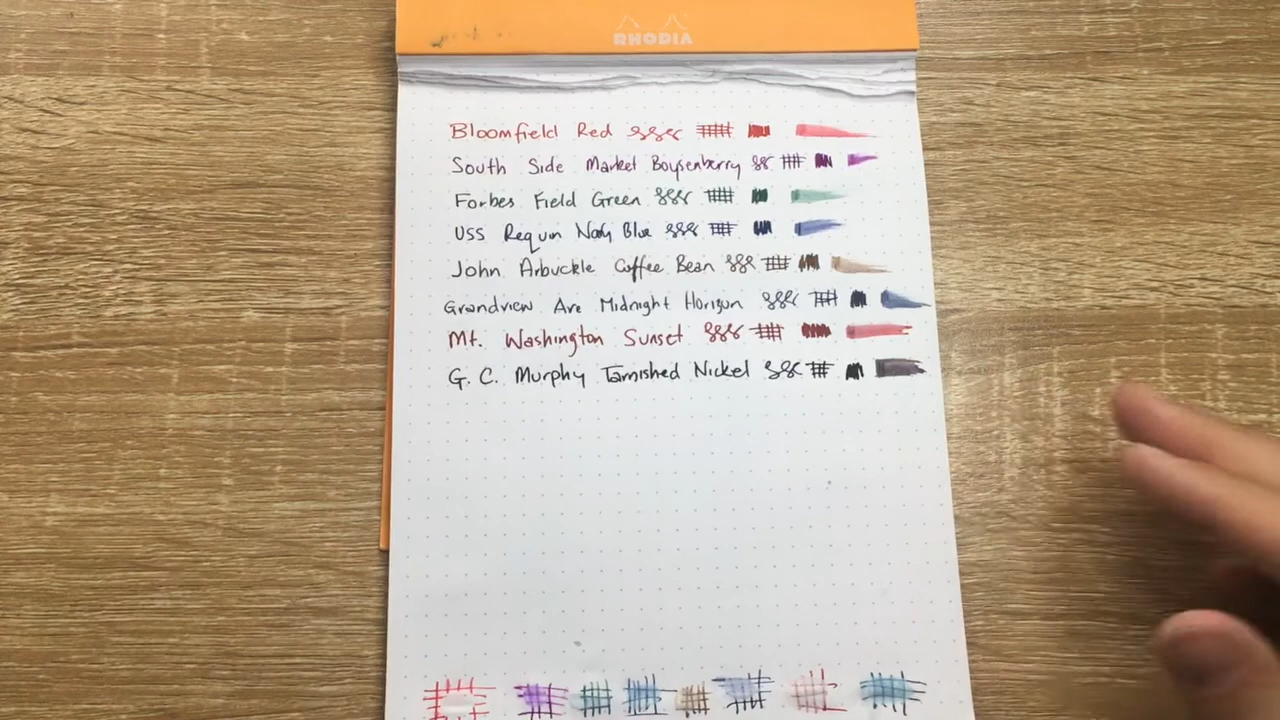 RHODIA
Bloomfield Red
South Side Market Boysenberry
Forbes Field Green
USS Requin Navy Blue
John Arbuckle Coffee Bean
Grandview Ave Midnight Horizon
Mt. Washington Sunset
G. C. Murphy Tarnished Nickel